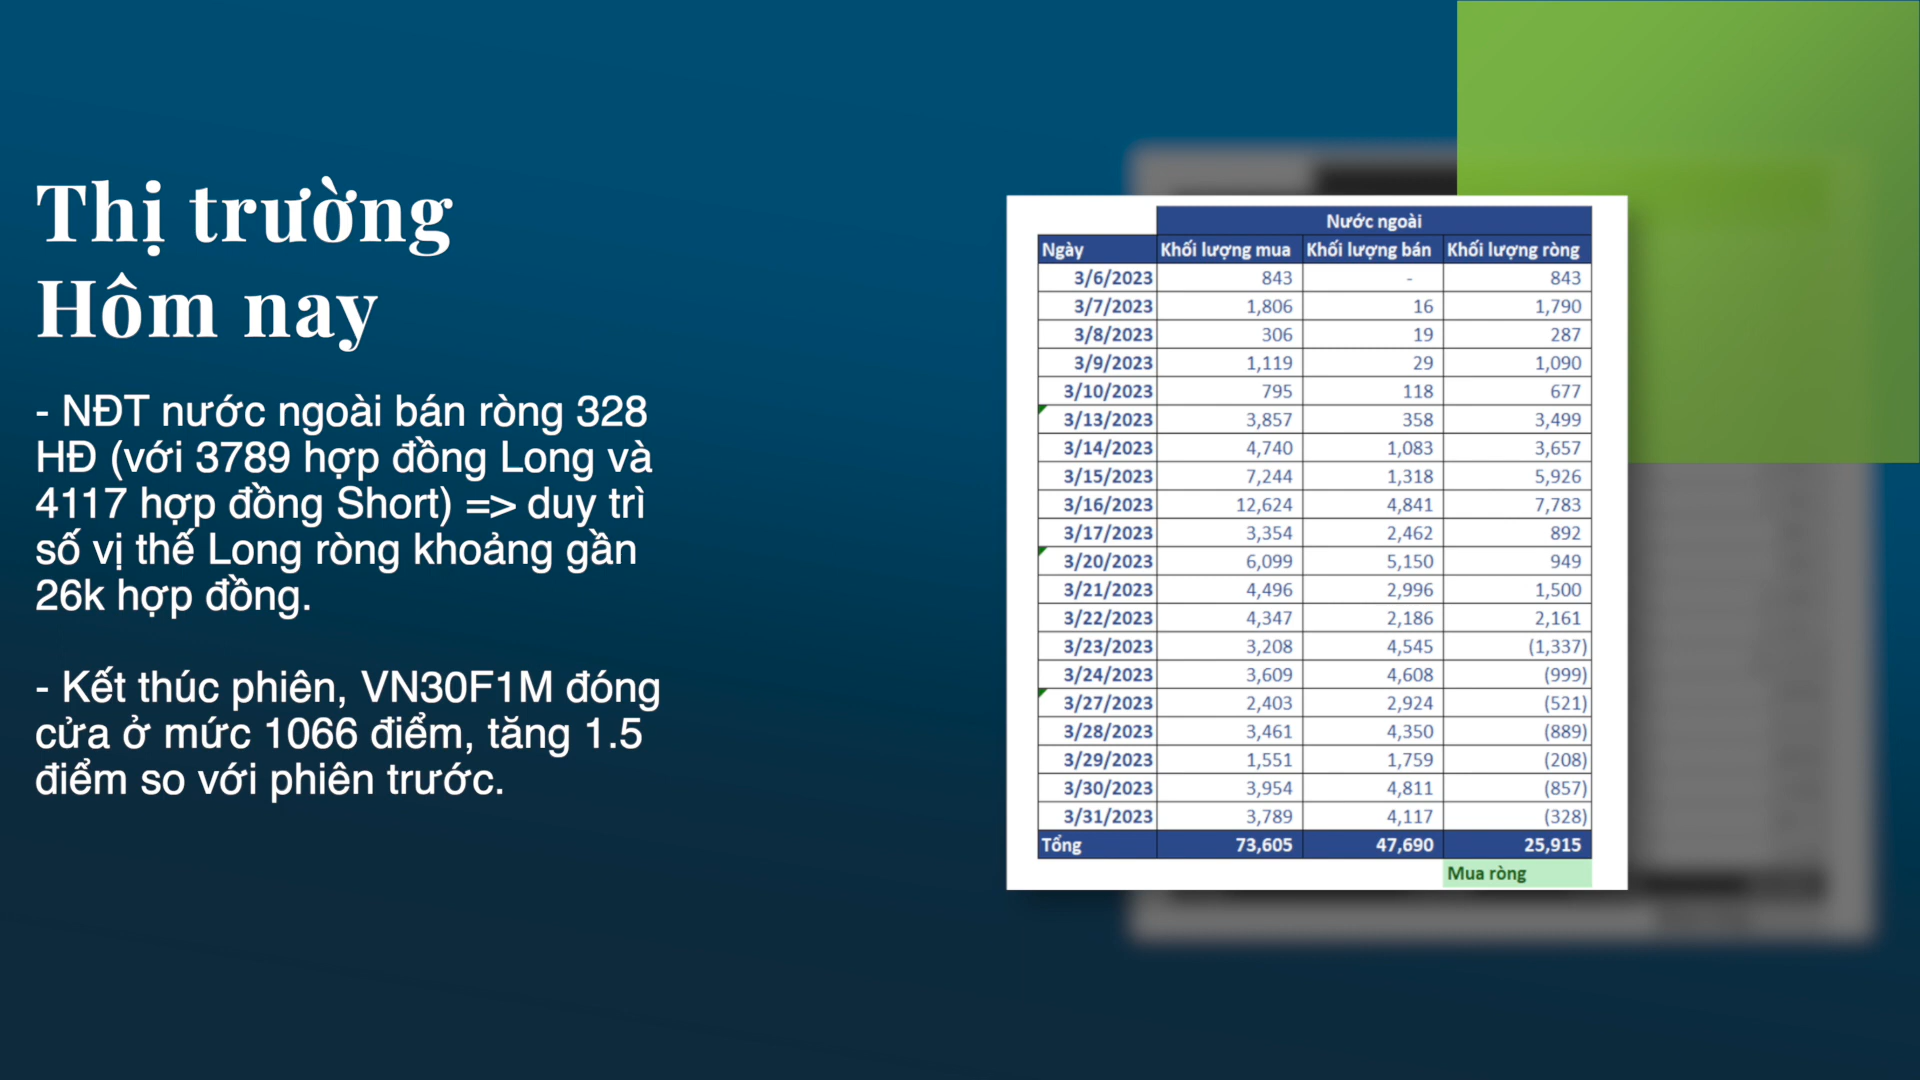 Thị trường
Hôm nay
- NĐT nước ngoài bán ròng 328
HĐ (với 3789 hợp đồng Long và
4117 hợp đồng Short) => duy trì
số vị thế Long ròng khoảng gần
26k hợp đồng.
- Kết thúc phiên, VN30F1M đóng
cửa ở mức 1066 điểm, tăng 1.5
điểm so với phiên trước.
Nước ngoài
Ngày Khối lượng mua Khối lượng bán Khối lượng ròng
3/6/2023 843 - 843
3/7/2023 1,806 16 1,790
3/8/2023 306 19 287
3/9/2023 1,119 29 1,090
3/10/2023 795 118 677
3/13/2023 3,857 358 3,499
3/14/2023 4,740 1,083 3,657
3/15/2023 7,244 1,318 5,926
3/16/2023 12,624 4,841 7,783
3/17/2023 3,354 2,462 892
3/20/2023 6,099 5,150 949
3/21/2023 4,496 2,996 1,500
3/22/2023 4,347 2,186 2,161
3/23/2023 3,208 4,545 (1,337)
3/24/2023 3,609 4,608 (999)
3/27/2023 2,403 2,924 (521)
3/28/2023 3,461 4,350 (889)
3/29/2023 1,551 1,759 (208)
3/30/2023 3,954 4,811 (857)
3/31/2023 3,789 4,117 (328)
Tổng 73,605 47,690 25,915
Mua ròng